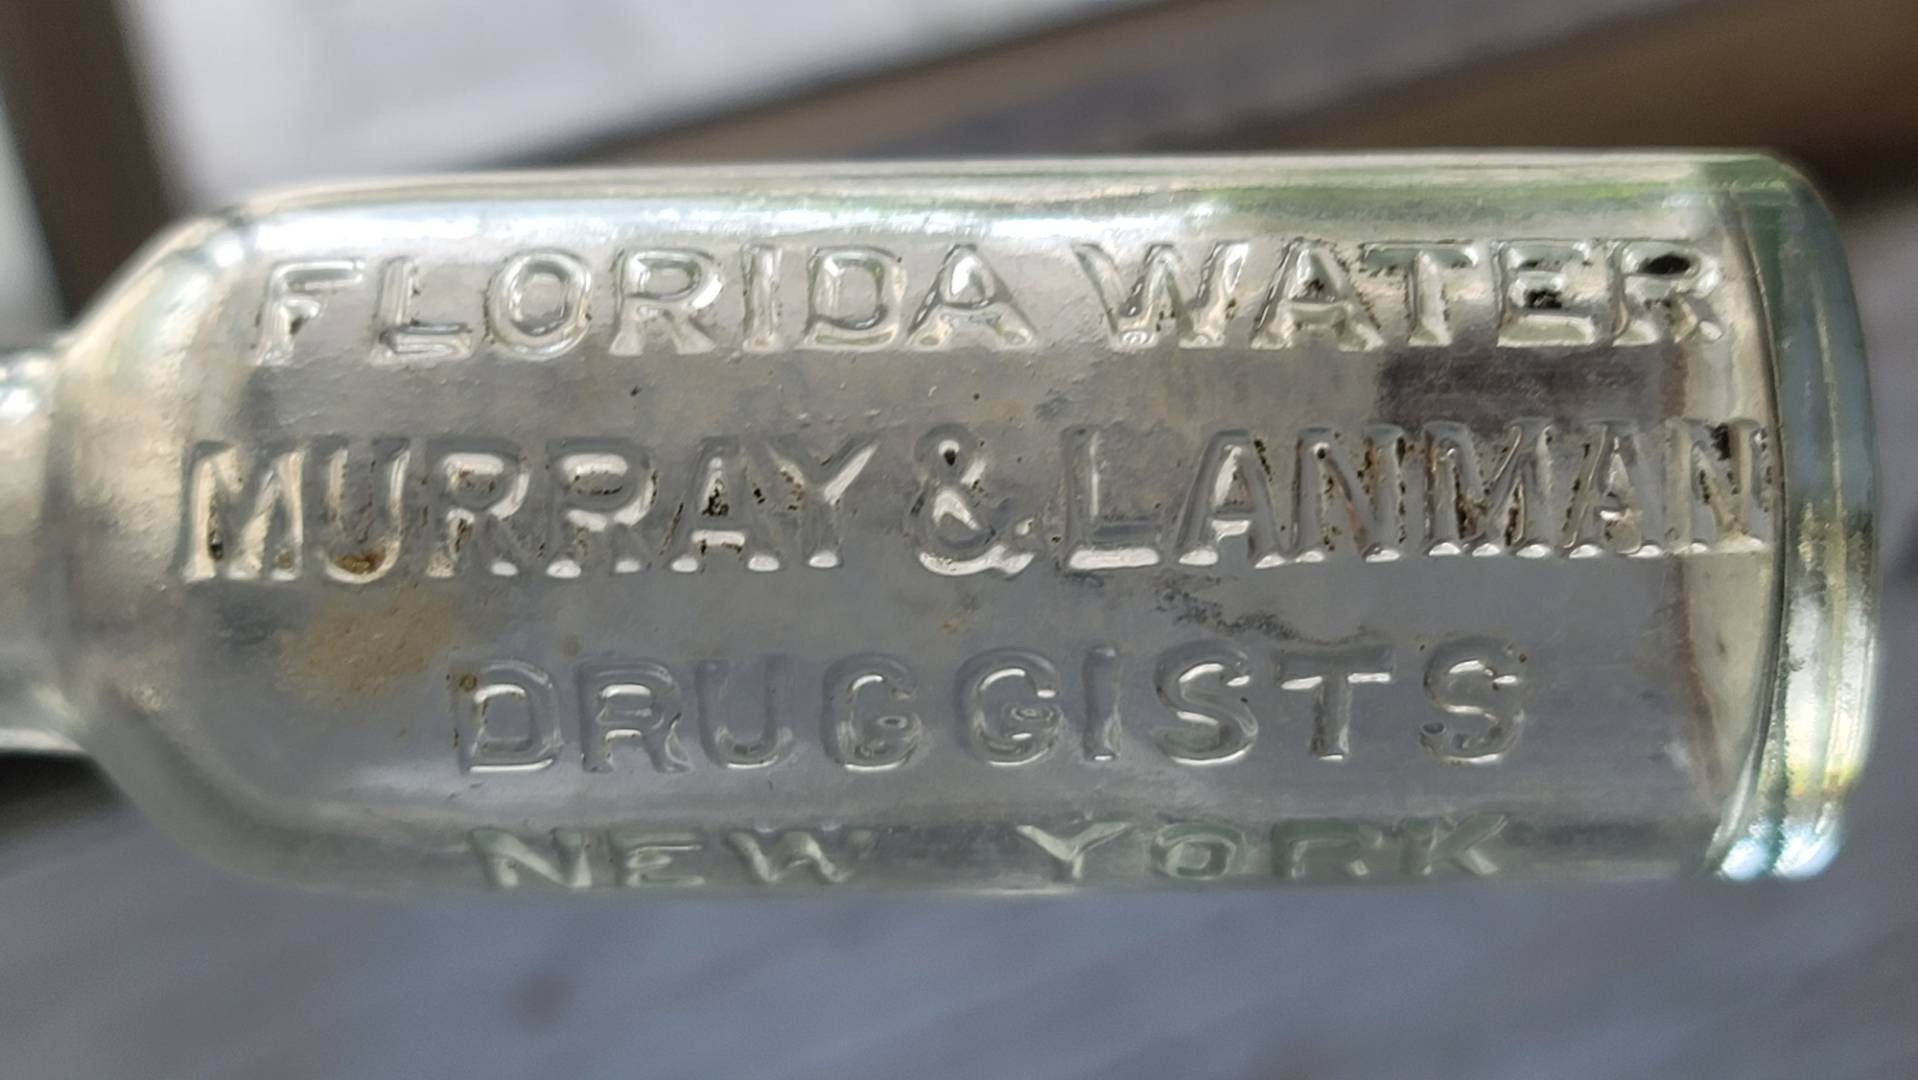 FLORIDA WATER
MURRAY & LANMAN
DRUGGISTS
NEW YORK